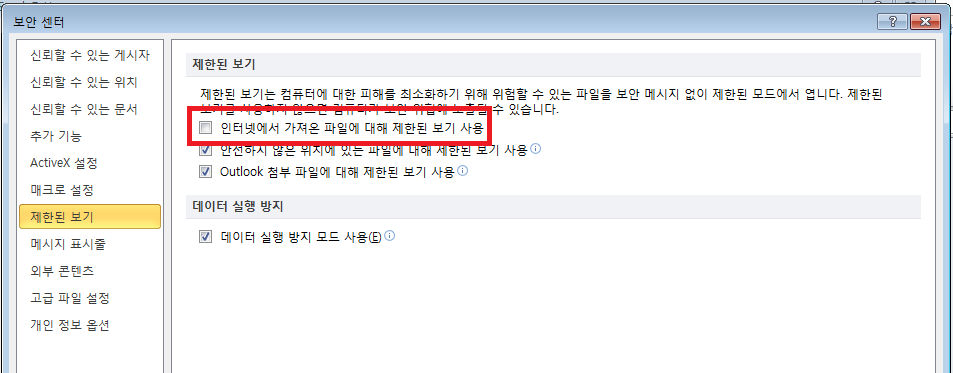 보안 센터
신뢰할 수 있는 게시자
신뢰할 수 있는 위치
신뢰할 수 있는 문서
추가 기능
ActiveX 설정
매크로 설정
제한된 보기
메시지 표시줄
외부 콘텐츠
고급 파일 설정
개인 정보 옵션
제한된 보기
제한된 보기는 컴퓨터에 대한 피해를 최소화하기 위해 위험할 수 있는 파일을 보안 메시지 없이 제한된 모드에서 엽니다. 제한된
보기를 사용하지 않으면 컴퓨터가 보안 위협에 노출될 수 있습니다.
인터넷에서 가져온 파일에 대해 제한된 보기 사용
안전하지 않은 위치에 있는 파일에 대해 제한된 보기 사용
Outlook 첨부 파일에 대해 제한된 보기 사용
데이터 실행 방지
데이터 실행 방지 모드 사용(E)